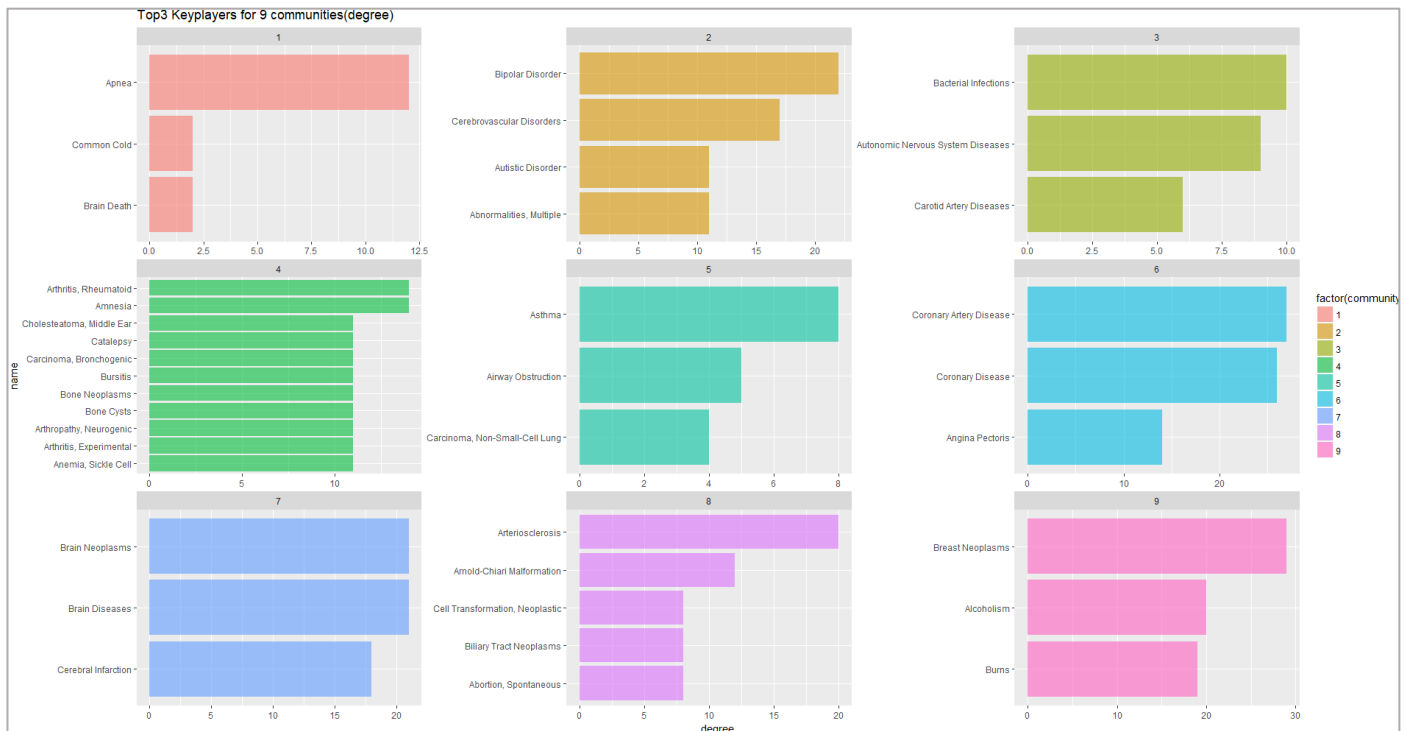 Top3 Keyplayers for 9 communities(degree)
1
Apnea
Common Cold
Brain Death
0.0 2.5 5.0 7.5 10.0 12.5
2
Bipolar Disorder
Cerebrovascular Disorders
Autistic Disorder
Abnormalities, Multiple
0 5 10 15 20
3
Bacterial Infections
Autonomic Nervous System Diseases
Carotid Artery Diseases
0.0 2.5 5.0 7.5 10.0
4
Arthritis, Rheumatoid
Amnesia
Cholesteatoma, Middle Ear
Catalepsy
Carcinoma, Bronchogenic
Bursitis
Bone Neoplasms
Bone Cysts
Arthropathy, Neurogenic
Arthritis, Experimental
Anemia, Sickle Cell
0 5 10
5
Asthma
Airway Obstruction
Carcinoma, Non-Small-Cell Lung
0 2 4 6 8
6
Coronary Artery Disease
Coronary Disease
Angina Pectoris
0 10 20
7
Brain Neoplasms
Brain Diseases
Cerebral Infarction
0 5 10 15 20
8
Arteriosclerosis
Arnold-Chiari Malformation
Cell Transformation, Neoplastic
Biliary Tract Neoplasms
Abortion, Spontaneous
0 5 10 15 20
9
Breast Neoplasms
Alcoholism
Burns
0 10 20 30
name
degree
factor(community
1
2
3
4
5
6
7
8
9